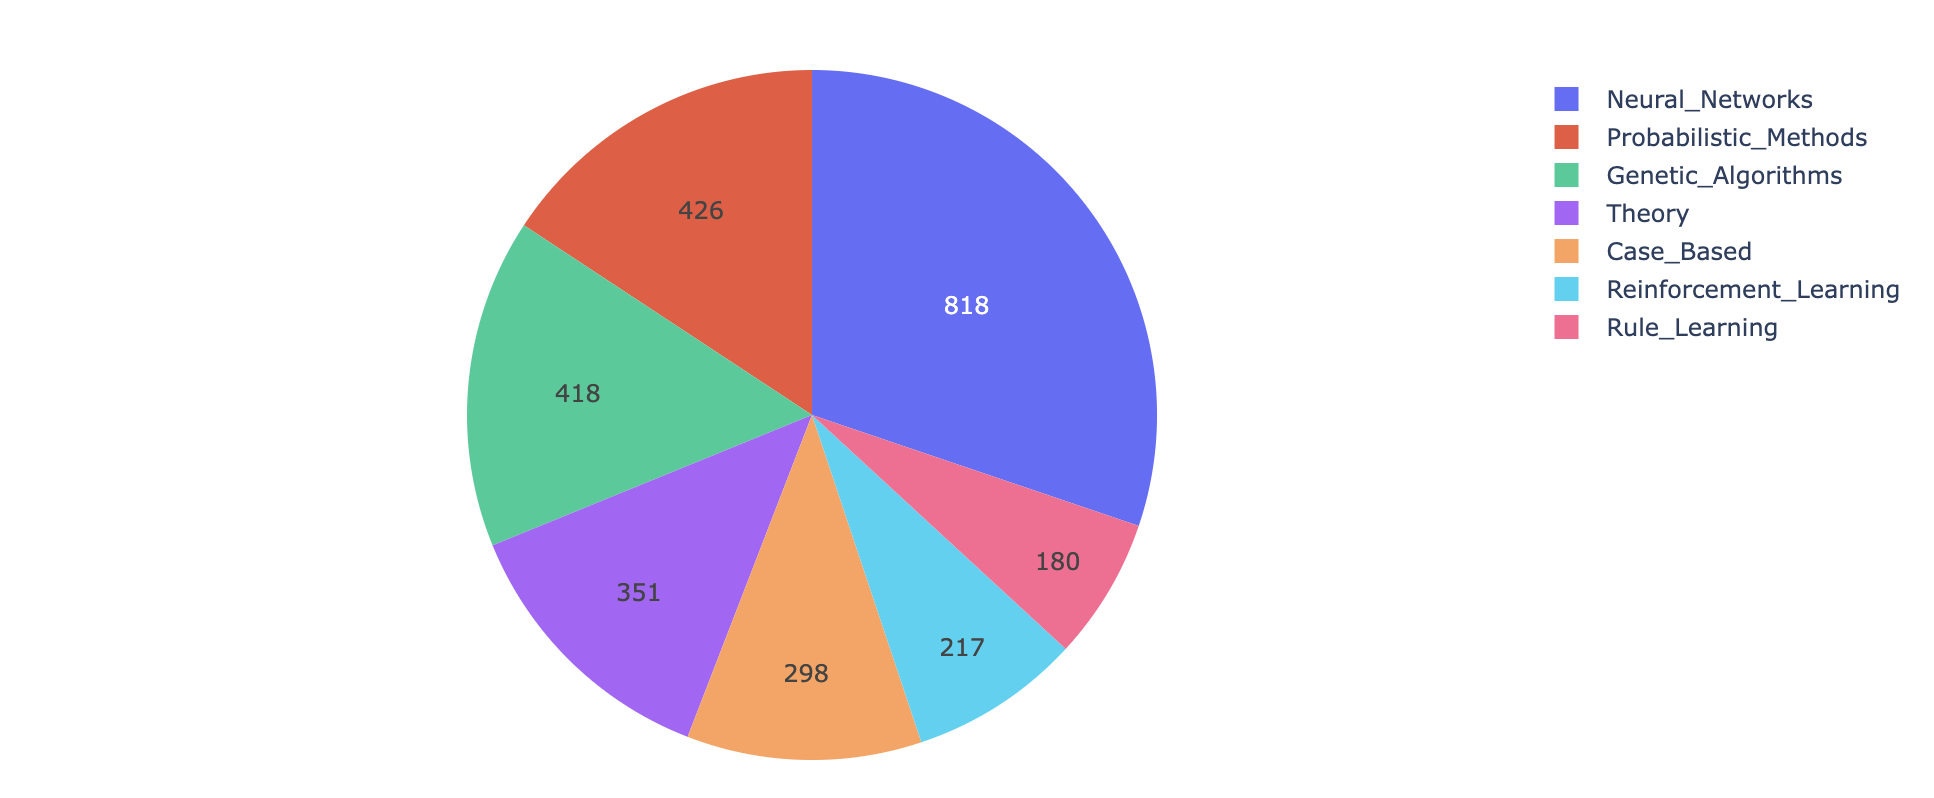 Neural_Networks
Probabilistic_Methods
Genetic_Algorithms
Theory
Case_Based
Reinforcement_Learning
Rule_Learning
426
818
418
180
351
217
298